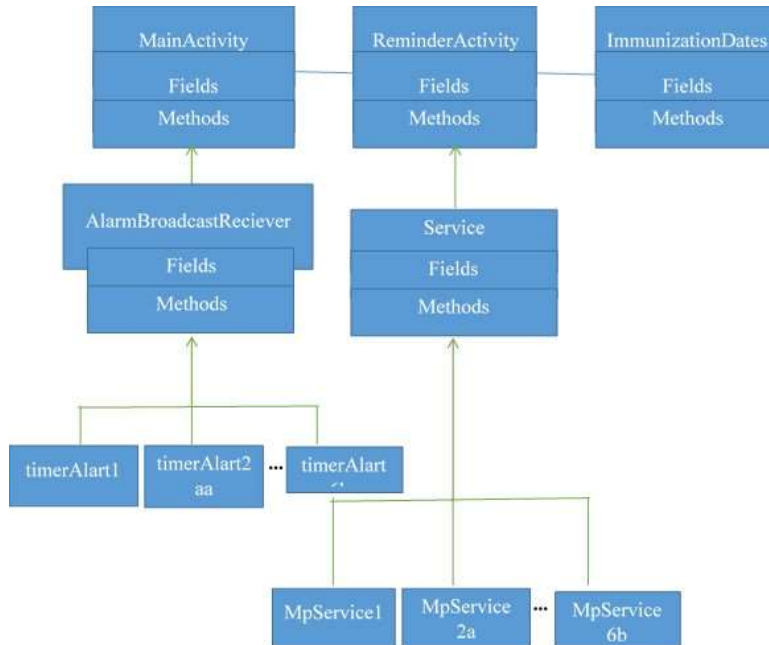 MainActivity
Fields
Methods
ReminderActivity
Fields
Methods
ImmunizationDates
Fields
Methods
AlarmBroadcastReciever
Fields
Methods
Service
Fields
Methods
timerAlart1
timerAlart2
aa
...
timerAlart
MpService1
MpService
2a
...
MpService
6b